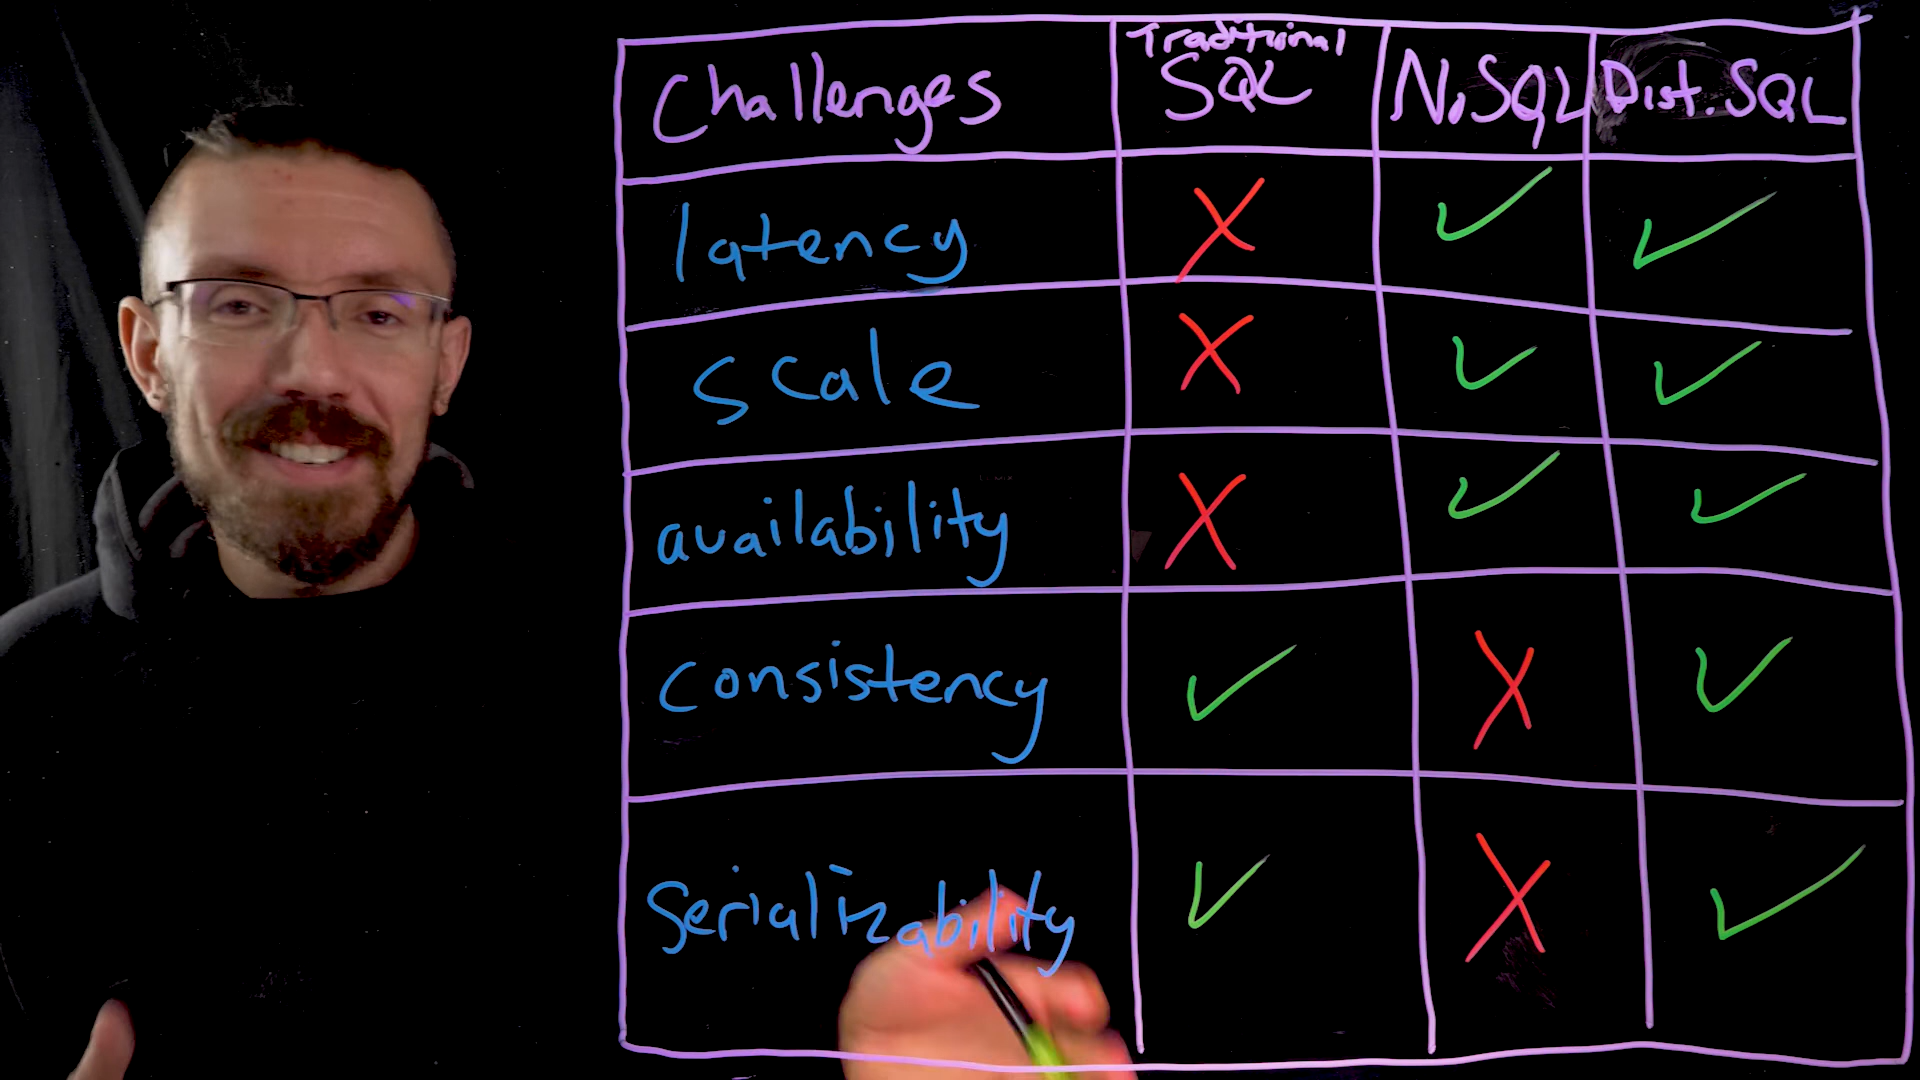 Challenges Traditional SQL NoSQL Dist. SQL
latency X ✓ ✓
scale X ✓ ✓
availability X ✓ ✓
Consistency ✓ X ✓
Serializability ✓ X ✓